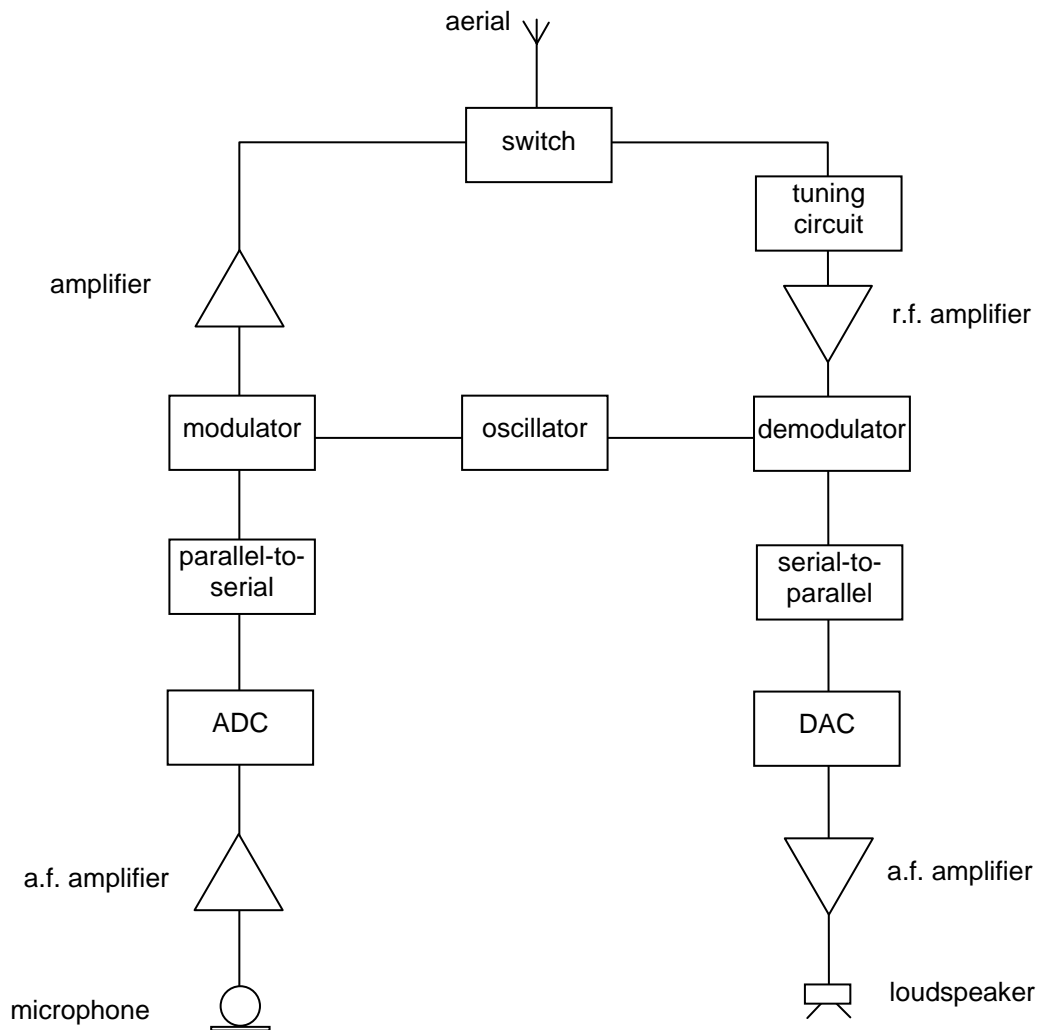 aerial
switch
tuning
circuit
amplifier
r.f. amplifier
modulator
oscillator
demodulator
parallel-to-
serial
serial-to-
parallel
ADC
DAC
a.f. amplifier
a.f. amplifier
microphone
loudspeaker